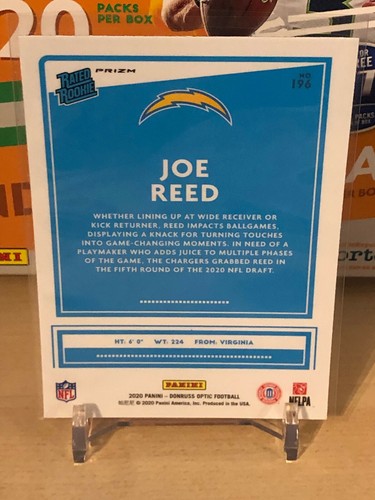 20
PACKS
PER BOX
RATED
ROOKIE
PRIZM
NO.
196
JOE
REED
WHETHER LINING UP AT WIDE RECEIVER OR
KICK RETURNER, REED IMPACTS BALLGAMES,
DISPLAYING A KNACK FOR TURNING TOUCHES
INTO GAME-CHANGING MOMENTS. IN NEED OF A
PLAYMAKER WHO ADDS JUICE TO MULTIPLE PHASES
OF THE GAME, THE CHARGERS GRABBED REED IN
THE FIFTH ROUND OF THE 2020 NFL DRAFT.
HT: 6' 0" WT: 224 FROM: VIRGINIA
NFL
PANINI
NFLPA
2020 PANINI – DONRUSS OPTIC FOOTBALL
© 2020 Panini America, Inc. Produced in the USA.